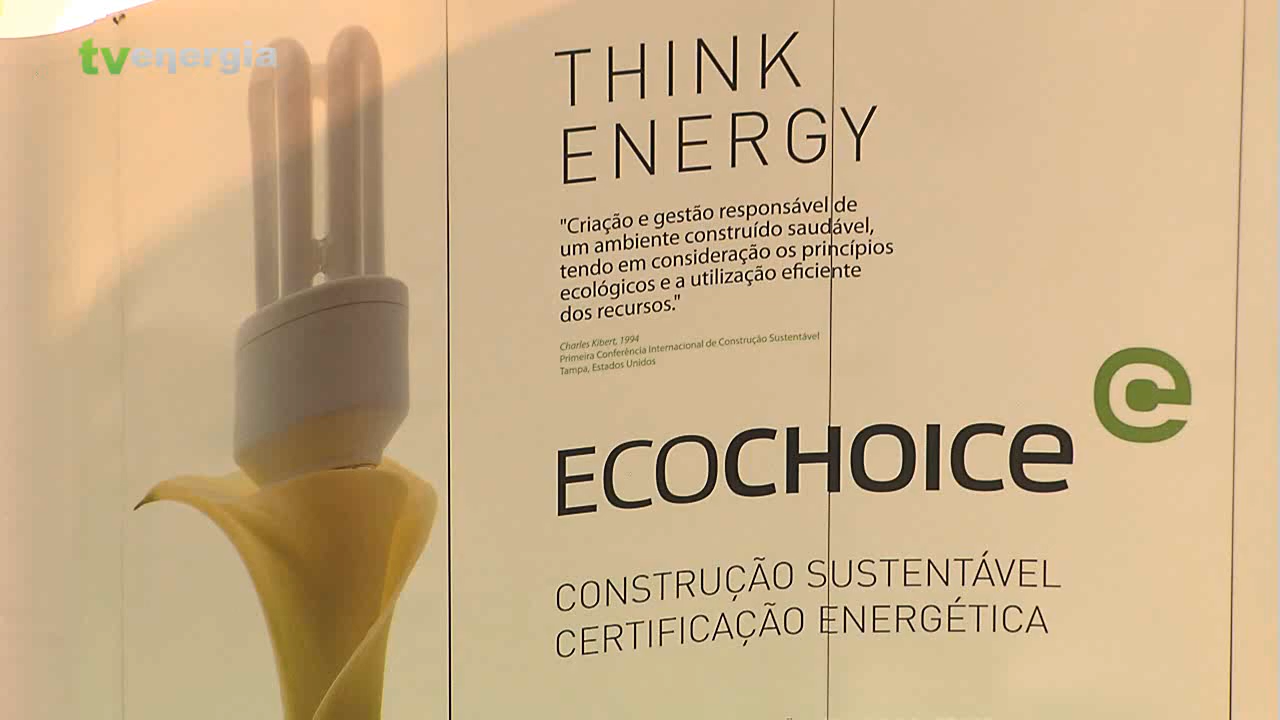 tvenergia
THINK
ENERGY
"Criação e gestão responsável de
um ambiente construído saudável,
tendo em consideração os princípios
ecológicos e a utilização eficiente
dos recursos."
Charles Kibert, 1994
Primeira Conferência Internacional de Construção Sustentável
Tampa, Estados Unidos
ECOCHOICE
CONSTRUÇÃO SUSTENTÁVEL
CERTIFICAÇÃO ENERGÉTICA